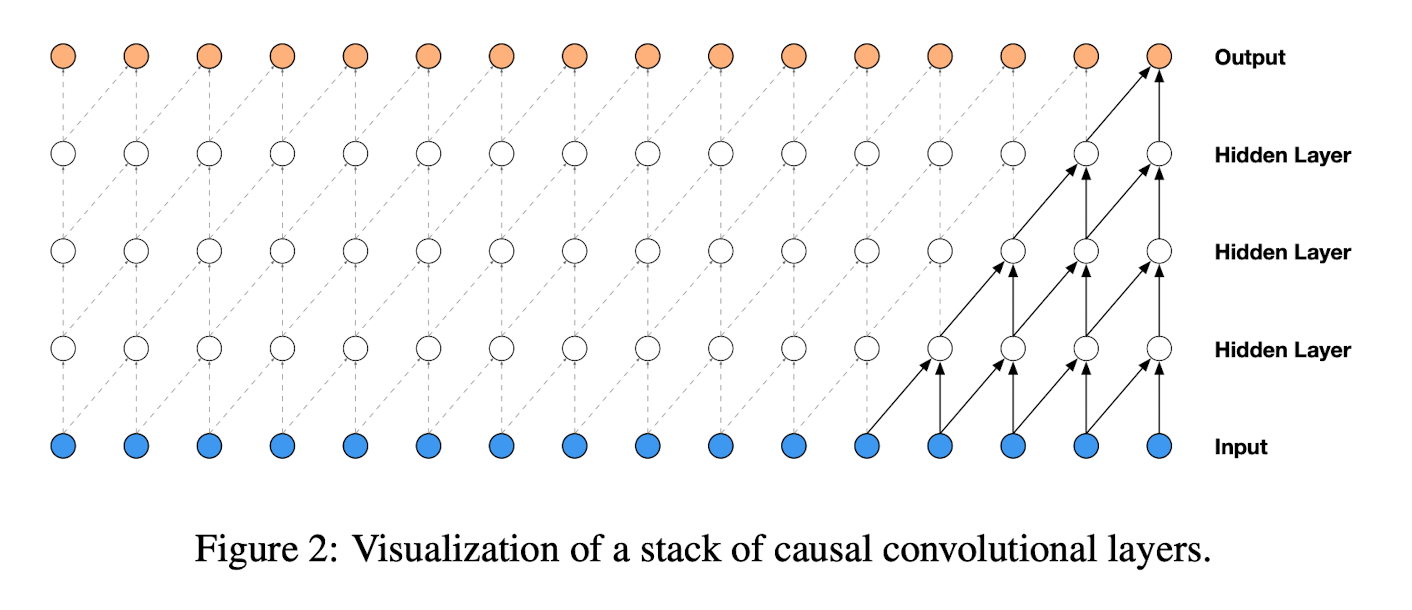 Output
Hidden Layer
Hidden Layer
Hidden Layer
Input
Figure 2: Visualization of a stack of causal convolutional layers.